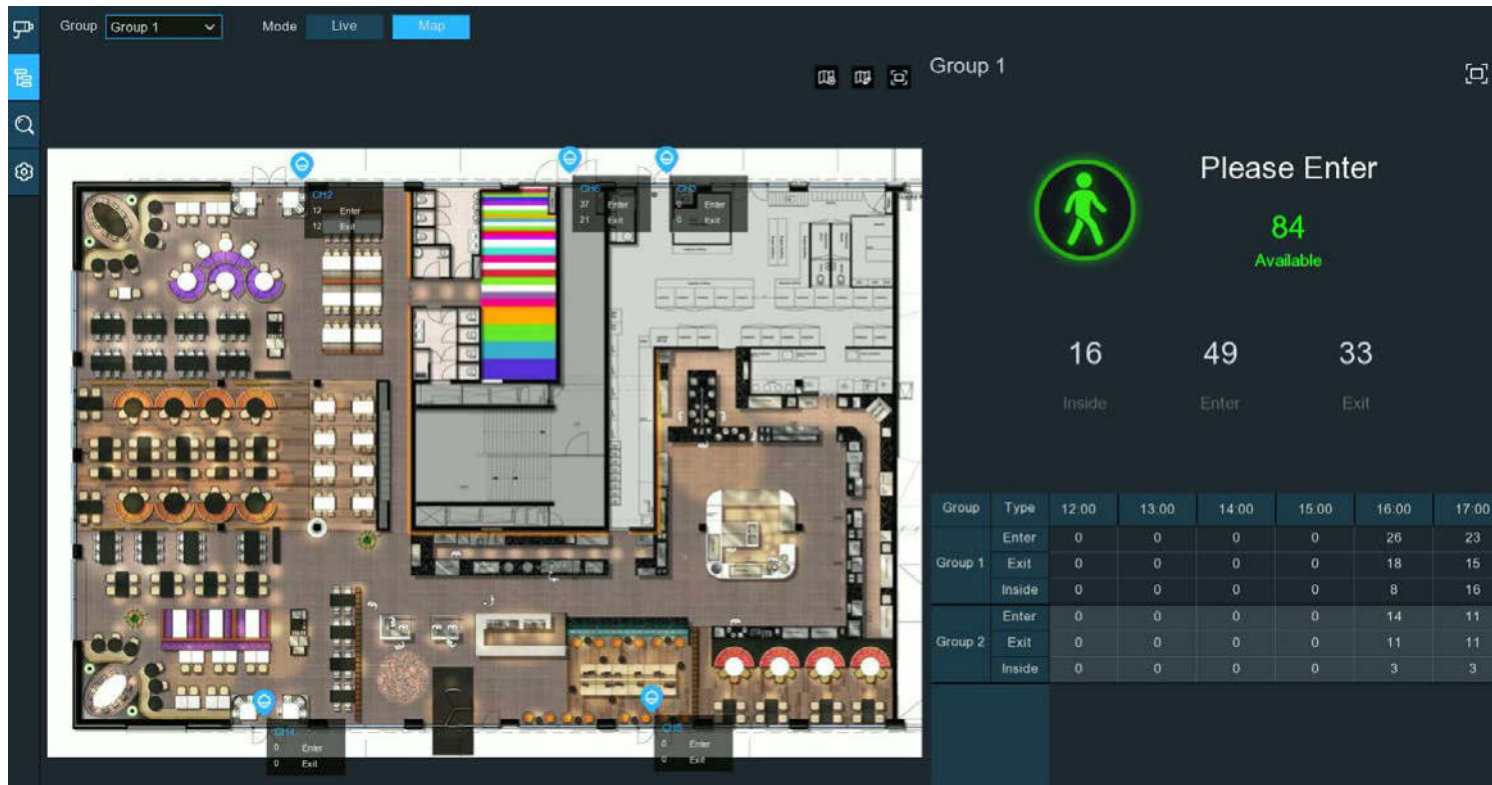 Group Group 1 Mode Live Map
Group 1
Please Enter
84
Available
16 49 33
Inside Enter Exit
CH2
12 Enter
12 Exit
37 Enter
21 Exit
0 Enter
0 Exit
CH4
0 Enter
0 Exit
0 Enter
0 Exit
Group Type 12:00 13:00 14:00 15:00 16:00 17:00
Group 1 Enter 0 0 0 0 26 23
Exit 0 0 0 0 18 15
Inside 0 0 0 0 8 16
Group 2 Enter 0 0 0 0 14 11
Exit 0 0 0 0 11 11
Inside 0 0 0 0 3 3